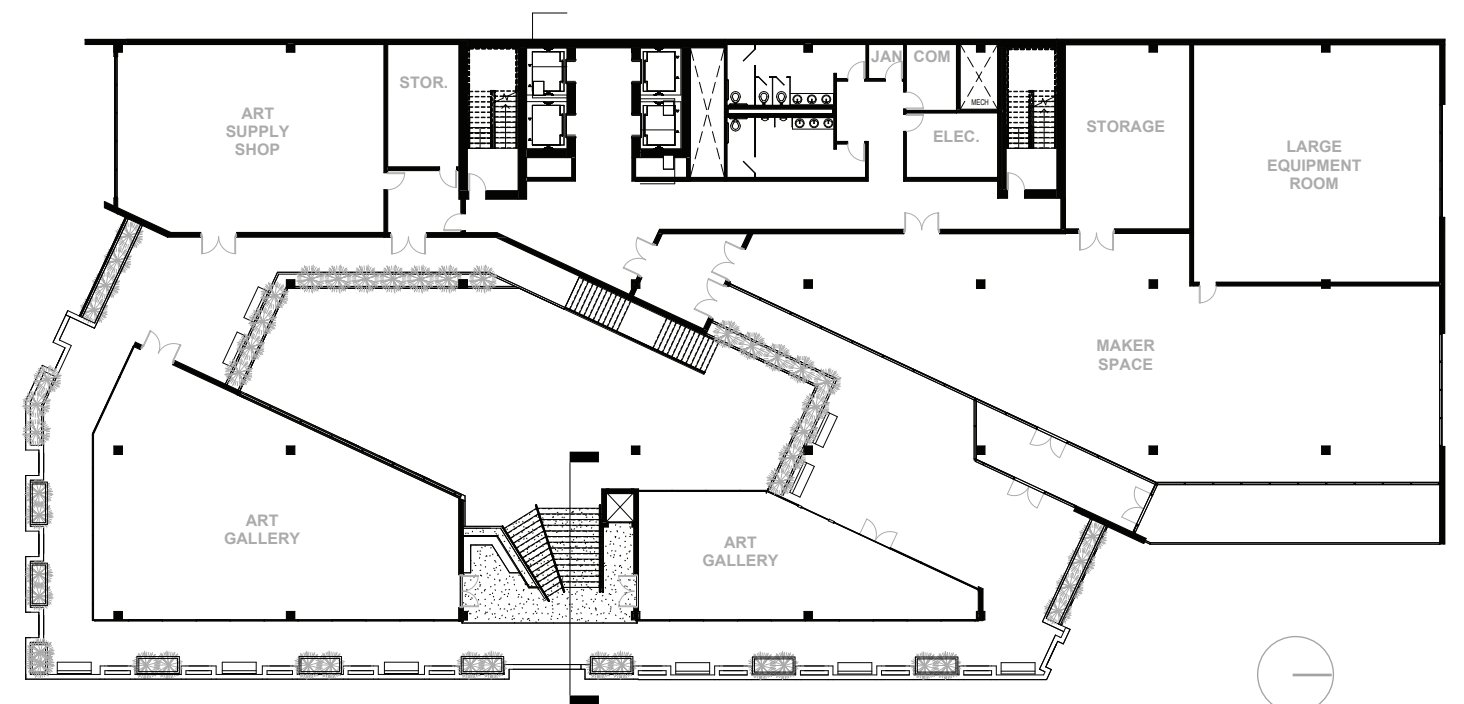 JAN
COM
STOR.
MECH
ART
SUPPLY
SHOP
STORAGE
ELEC.
LARGE
EQUIPMENT
ROOM
MAKER
SPACE
ART
GALLERY
ART
GALLERY